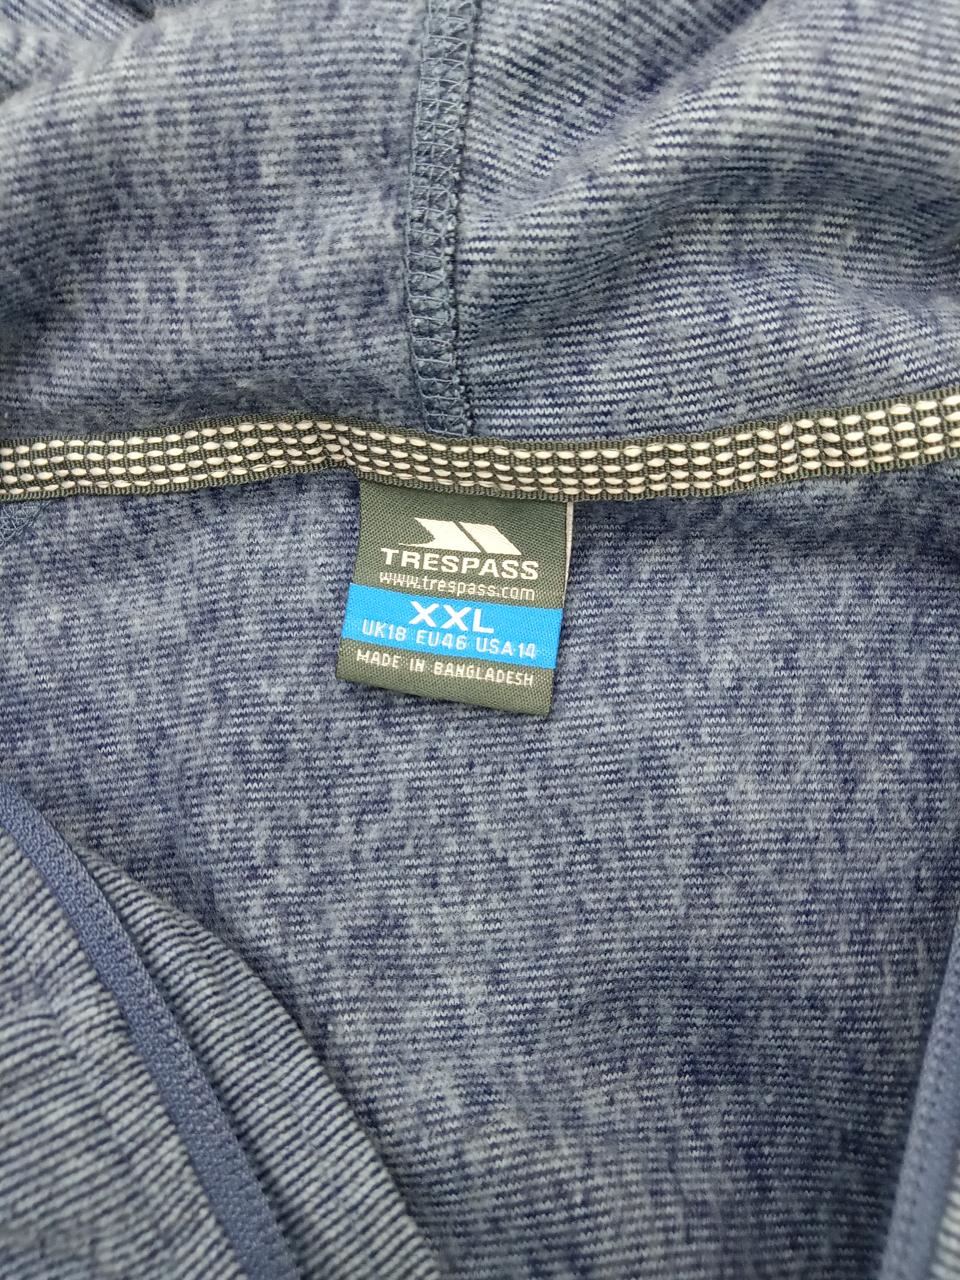 TRESPASS
www.trespass.com
XXL
UK18 EU46 USA14
MADE IN BANGLADESH